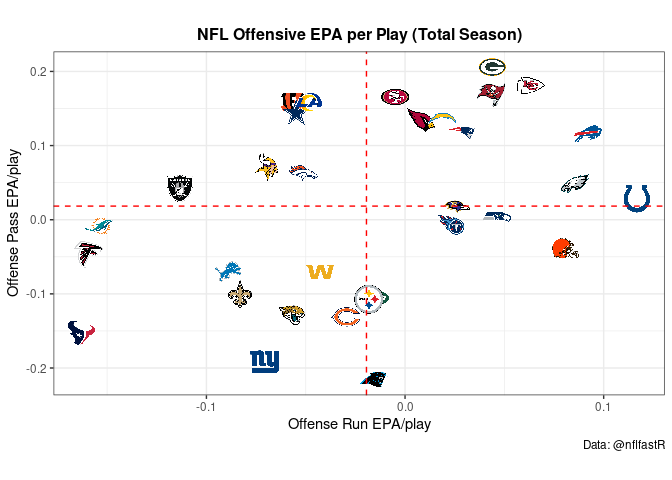 NFL Offensive EPA per Play (Total Season)
Offense Pass EPA/play
0.2
0.1
0.0
-0.1
-0.2
W
ny
-0.1
0.0
0.1
Offense Run EPA/play
Data: @nflfastR